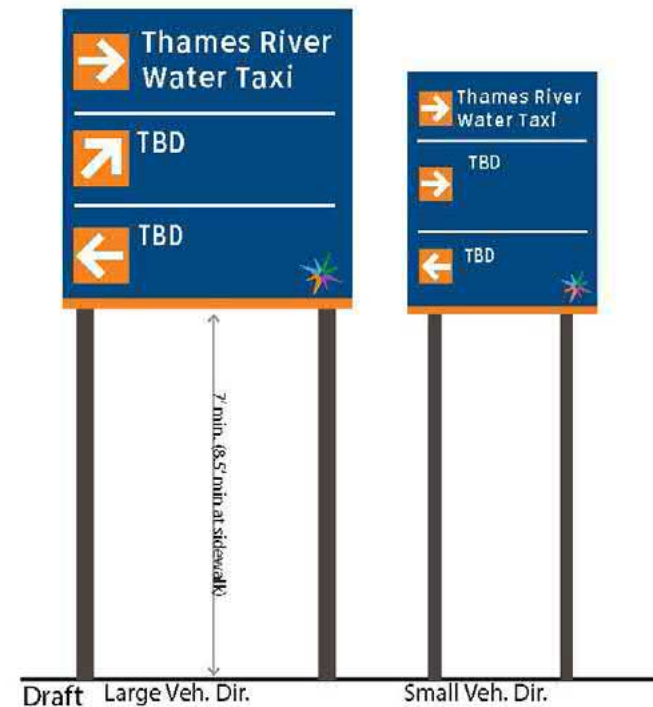 Thames River
Water Taxi
TBD
TBD
Thames River
Water Taxi
TBD
TBD
7' min. (8.5' min at sidewalk)
Draft Large Veh. Dir.
Small Veh. Dir.